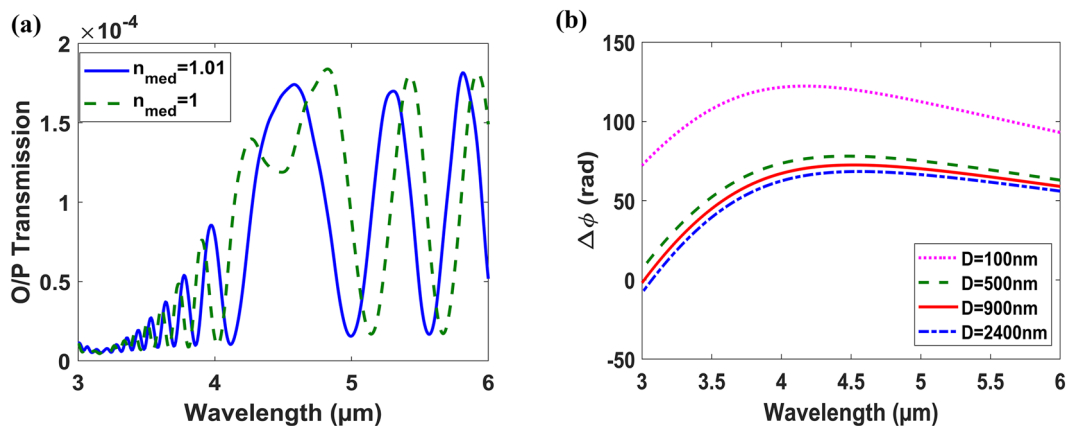 (a)
×10⁻⁴
2
1.5
1
0.5
0
O/P Transmission
n_med=1.01
n_med=1
3
4
5
6
Wavelength (µm)
(b)
150
100
50
0
-50
Δϕ (rad)
D=100nm
D=500nm
D=900nm
D=2400nm
3
3.5
4
4.5
5
5.5
6
Wavelength (µm)